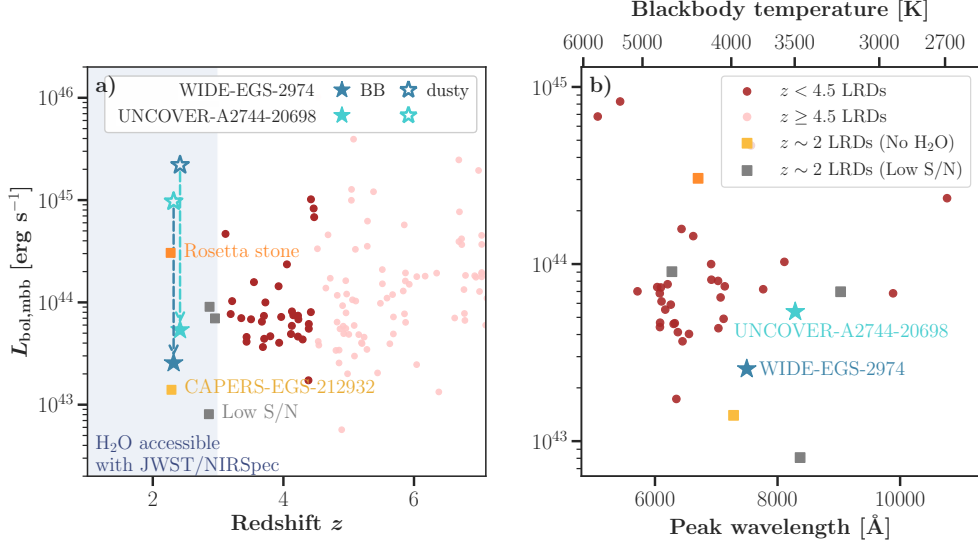 Blackbody temperature [K]
6000 5000 4000 3500 3000 2700
a)
WIDE-EGS-2974 BB dusty
UNCOVER-A2744-20698
10^46
10^45
10^44
10^43
L_bol,mbb [erg s^−1]
Rosetta stone
CAPERS-EGS-212932
Low S/N
H₂O accessible
with JWST/NIRSpec
2 4 6
Redshift z
b)
z < 4.5 LRDs
z ≥ 4.5 LRDs
z ∼ 2 LRDs (No H₂O)
z ∼ 2 LRDs (Low S/N)
10^45
10^44
10^43
UNCOVER-A2744-20698
WIDE-EGS-2974
6000 8000 10000
Peak wavelength [Å]